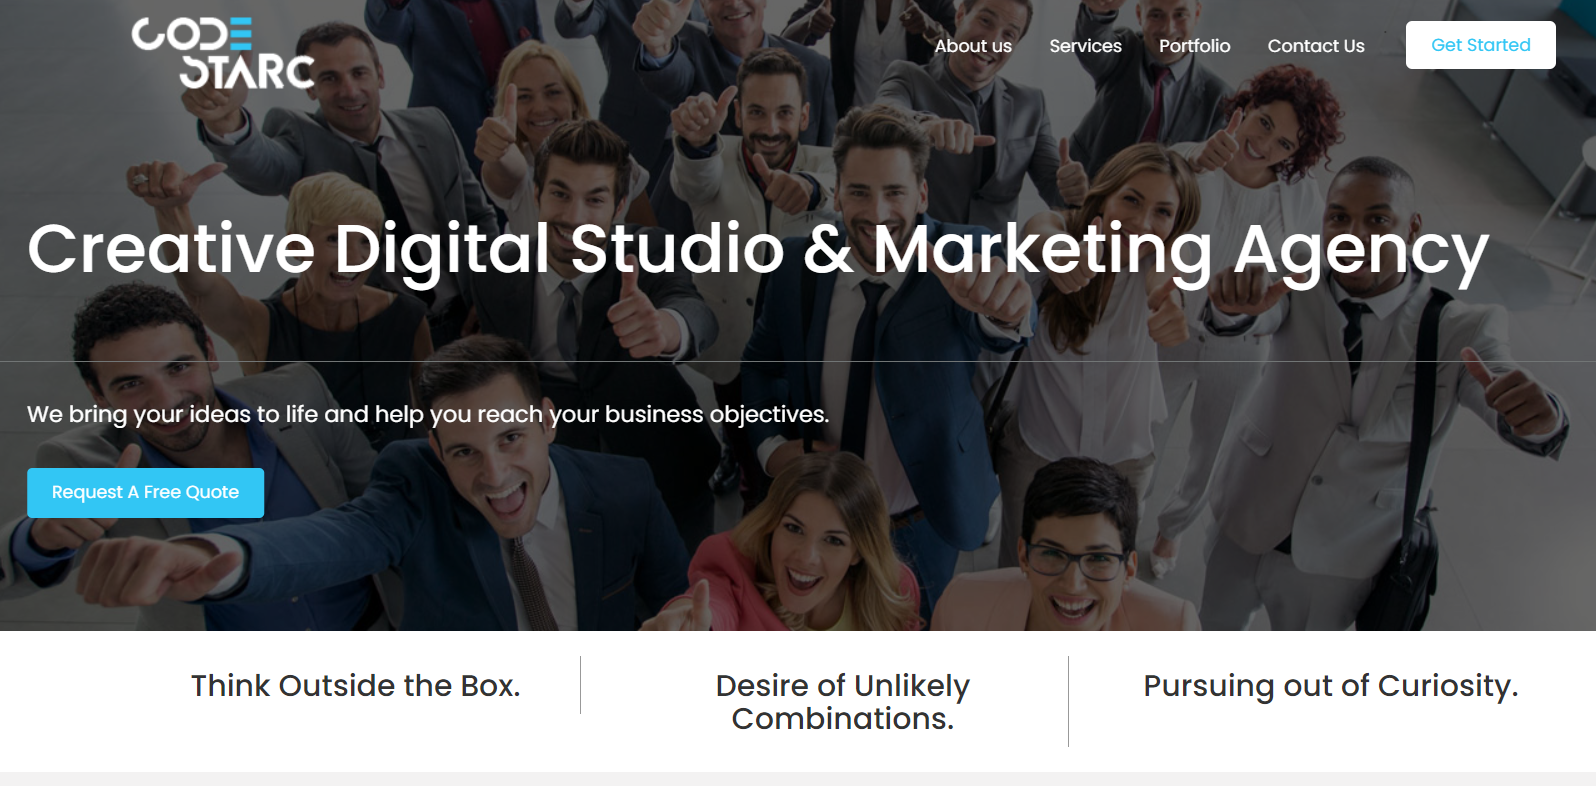 CODE
STARC
About us
Services
Portfolio
Contact Us
Get Started
Creative Digital Studio & Marketing Agency
We bring your ideas to life and help you reach your business objectives.
Request A Free Quote
Think Outside the Box.
Desire of Unlikely
Combinations.
Pursuing out of Curiosity.